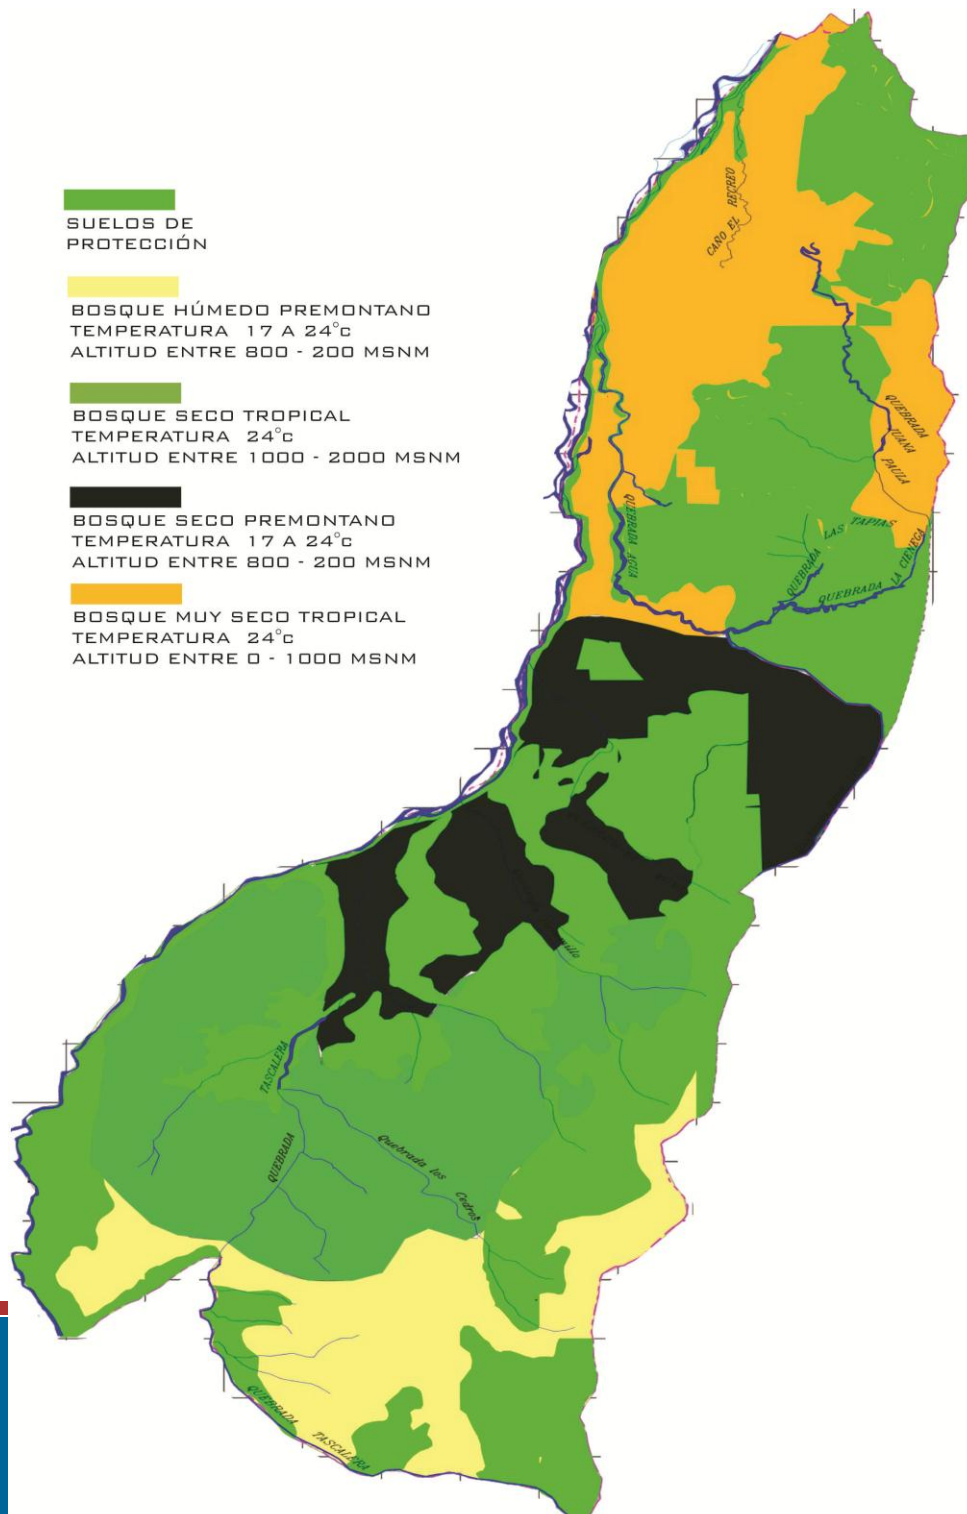 SUELOS DE
PROTECCIÓN
BOSQUE HÚMEDO PREMONTANO
TEMPERATURA 17 A 24°C
ALTITUD ENTRE 800 - 200 MSNM
BOSQUE SECO TROPICAL
TEMPERATURA 24°C
ALTITUD ENTRE 1000 - 2000 MSNM
BOSQUE SECO PREMONTANO
TEMPERATURA 17 A 24°C
ALTITUD ENTRE 800 - 200 MSNM
BOSQUE MUY SECO TROPICAL
TEMPERATURA 24°C
ALTITUD ENTRE 0 - 1000 MSNM
CAÑO EL RECREO
QUEBRADA
JUANA
PAULA
LAS TAPIAS
QUEBRADA
QUEBRADA LA CIENEGA
QUEBRADA AGUA
TASCALERA
QUEBRADA
Quebrada los Cedros
QUEBRADA
TASCALERA